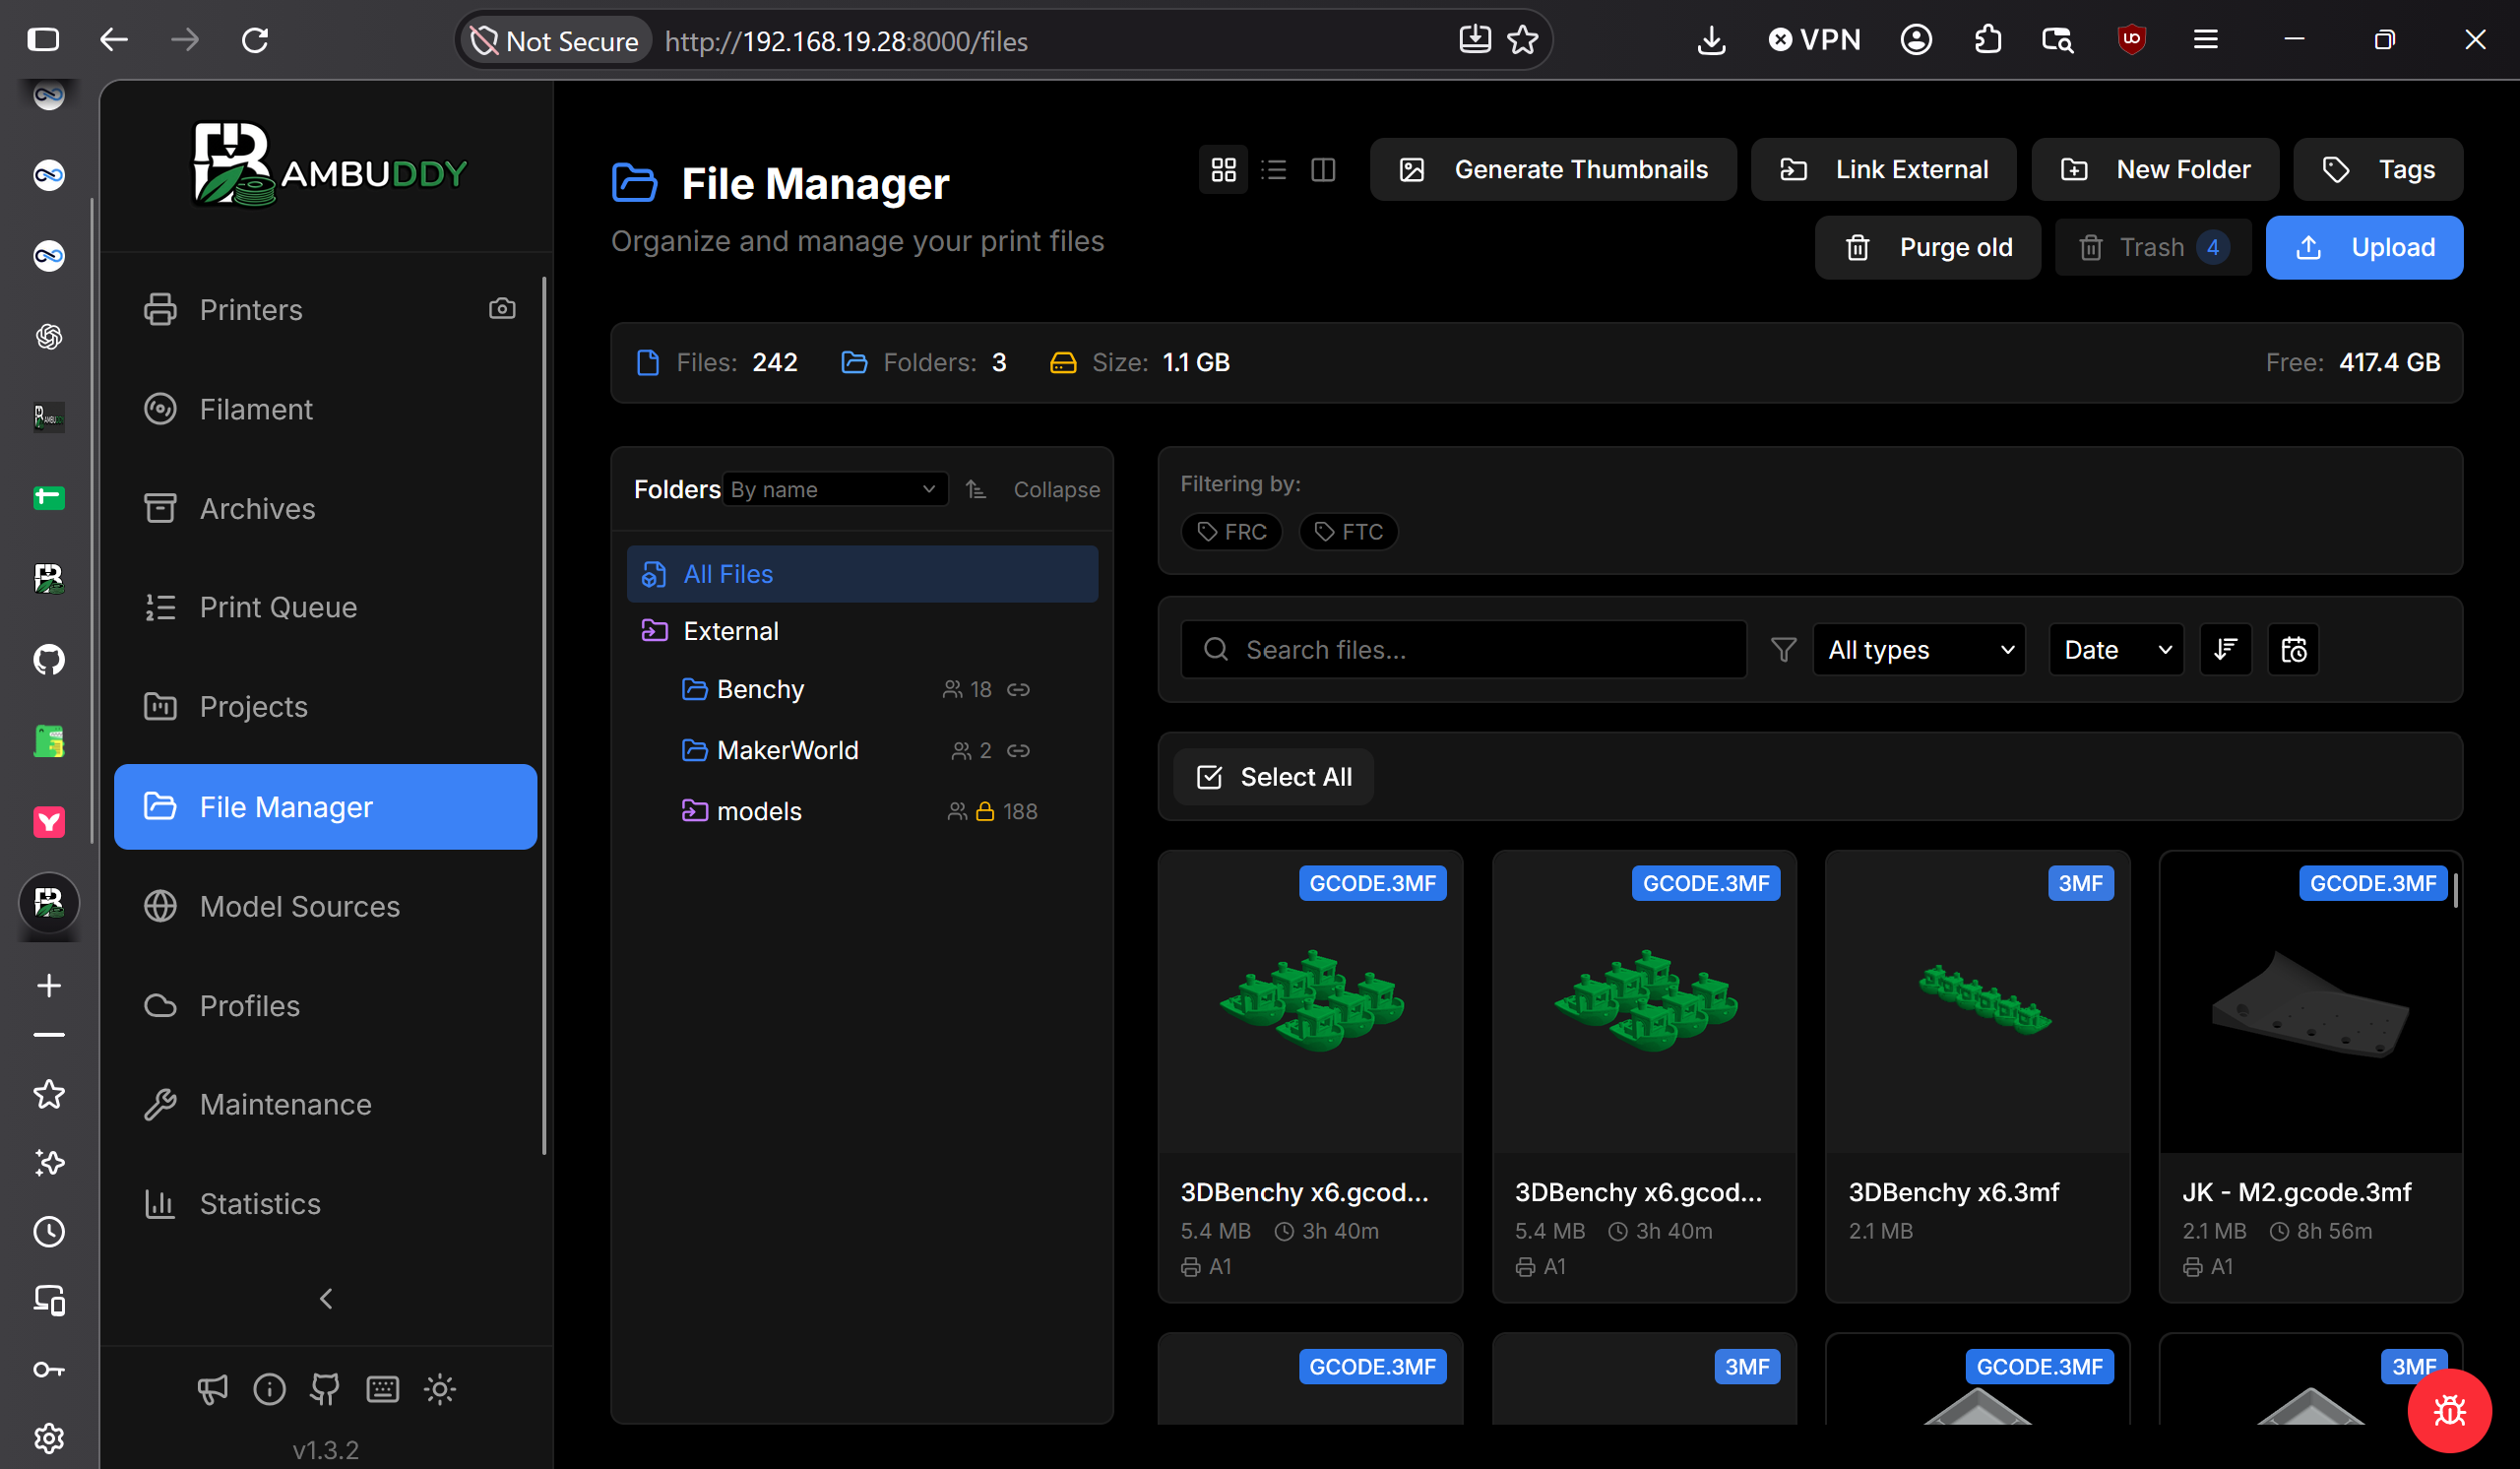 Not Secure
http://192.168.19.28:8000/files
VPN
BAMBUDDY
Printers
Filament
Archives
Print Queue
Projects
File Manager
Model Sources
Profiles
Maintenance
Statistics
v1.3.2
File Manager
Organize and manage your print files
Generate Thumbnails
Link External
New Folder
Tags
Purge old
Trash 4
Upload
Files: 242
Folders: 3
Size: 1.1 GB
Free: 417.4 GB
Folders
By name
Collapse
All Files
External
Benchy 18
MakerWorld 2
models 188
Filtering by:
FRC
FTC
Search files...
All types
Date
Select All
GCODE.3MF
3DBenchy x6.gcod...
5.4 MB 3h 40m
A1
GCODE.3MF
3DBenchy x6.gcod...
5.4 MB 3h 40m
A1
3MF
3DBenchy x6.3mf
2.1 MB
GCODE.3MF
JK - M2.gcode.3mf
2.1 MB 8h 56m
A1
GCODE.3MF
3MF
GCODE.3MF
3MF